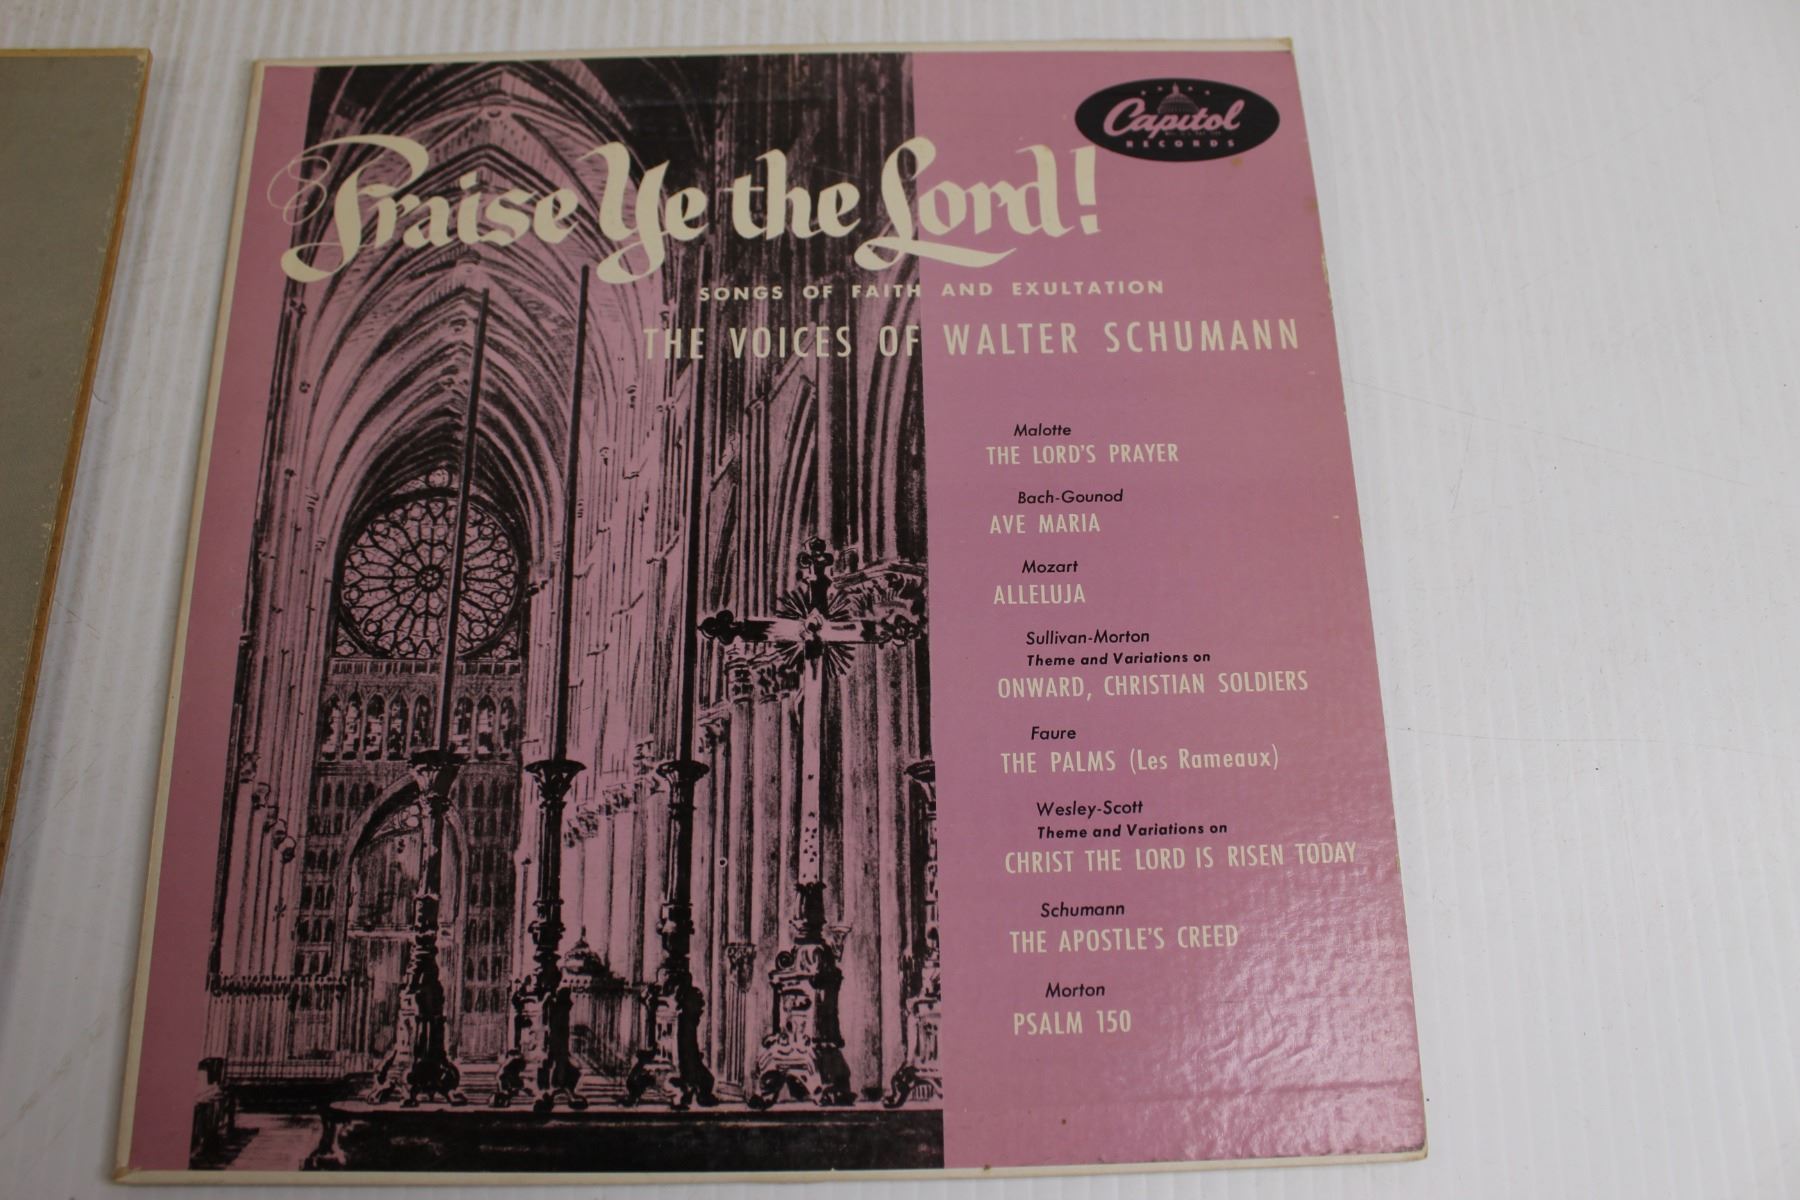 Capitol
RECORDS
Praise Ye the Lord!
SONGS OF FAITH AND EXULTATION
THE VOICES OF WALTER SCHUMANN
Malotte
THE LORD'S PRAYER
Bach-Gounod
AVE MARIA
Mozart
ALLELUJA
Sullivan-Morton
Theme and Variations on
ONWARD, CHRISTIAN SOLDIERS
Faure
THE PALMS (Les Rameaux)
Wesley-Scott
Theme and Variations on
CHRIST THE LORD IS RISEN TODAY
Schumann
THE APOSTLE'S CREED
Morton
PSALM 150